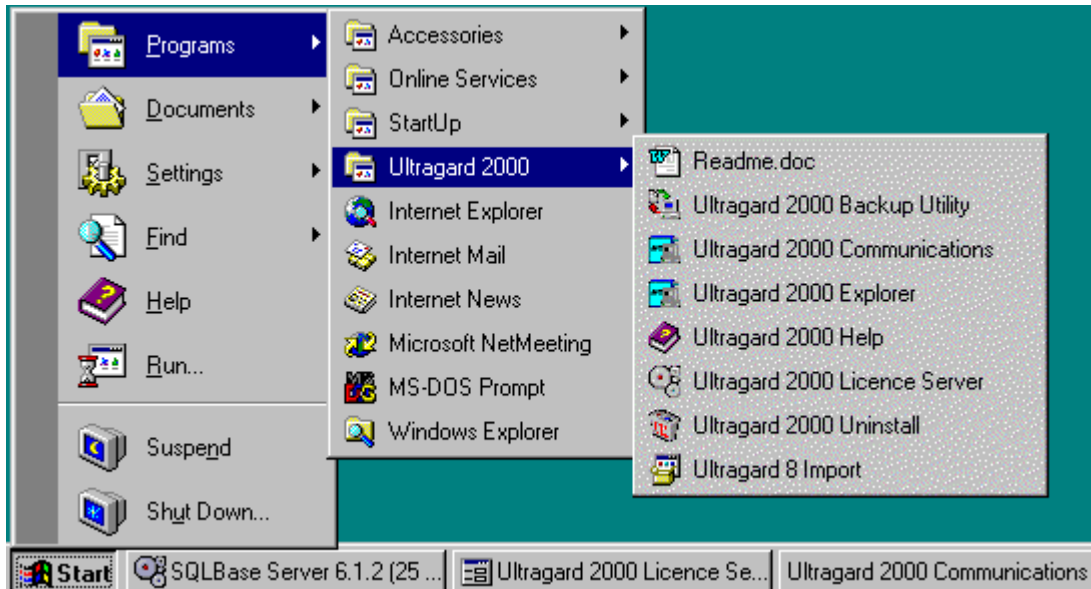 Programs
Documents
Settings
Find
Help
Run...
Suspend
Shut Down...
Accessories
Online Services
StartUp
Ultragard 2000
Internet Explorer
Internet Mail
Internet News
Microsoft NetMeeting
MS-DOS Prompt
Windows Explorer
Readme.doc
Ultragard 2000 Backup Utility
Ultragard 2000 Communications
Ultragard 2000 Explorer
Ultragard 2000 Help
Ultragard 2000 Licence Server
Ultragard 2000 Uninstall
Ultragard 8 Import
Start
SQLBase Server 6.1.2 (25 ...
Ultragard 2000 Licence Se...
Ultragard 2000 Communications